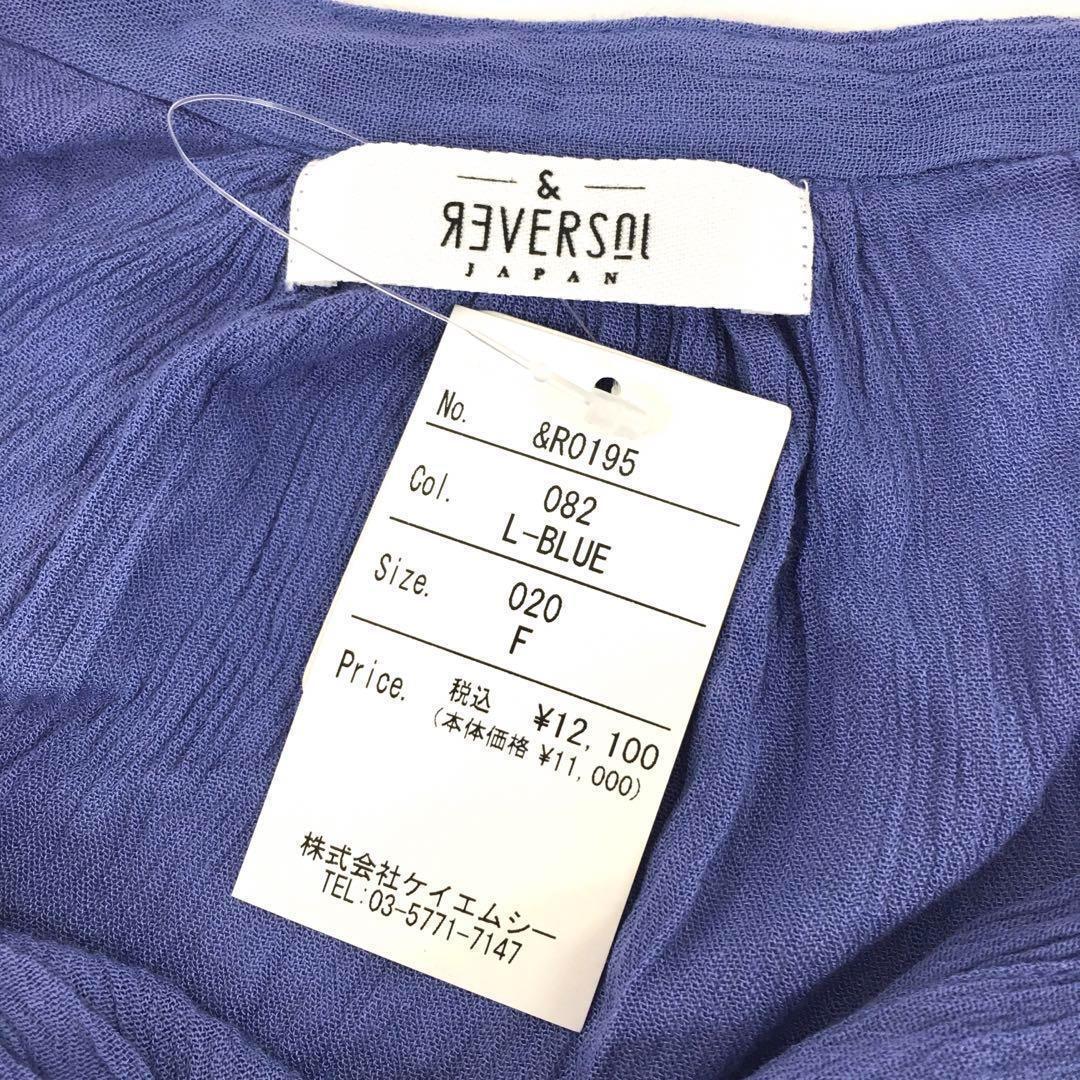 &
REVERSAL
JAPAN
No. &R0195
Col. 082
L-BLUE
Size. 020
F
Price. 税込 ¥12,100
(本体価格 ¥11,000)
株式会社ケイエムシー
TEL:03-5771-7147